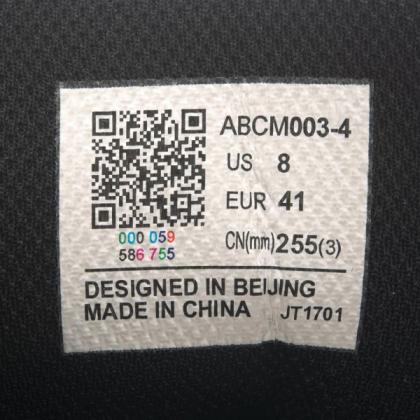 ABCM003-4
US 8
EUR 41
CN(mm) 255(3)
000 059
586 755
DESIGNED IN BEIJING
MADE IN CHINA JT1701